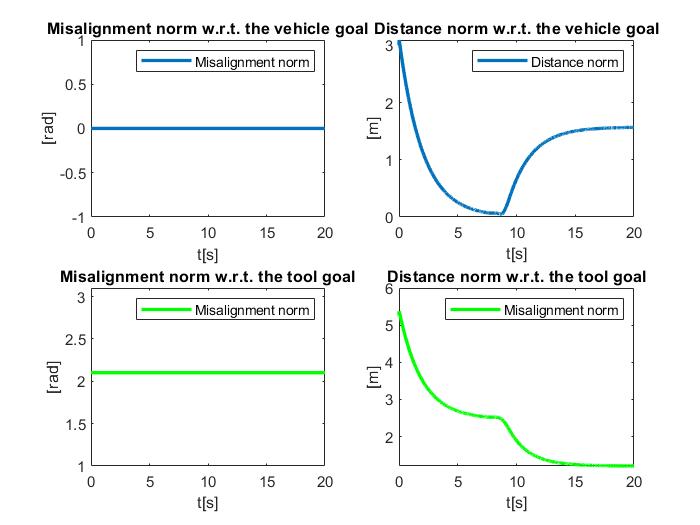 Misalignment norm w.r.t. the vehicle goal
1
0.5
0
-0.5
-1
[rad]
Misalignment norm
0
5
10
15
20
t[s]
Distance norm w.r.t. the vehicle goal
3
2
1
0
[m]
Distance norm
0
5
10
15
20
t[s]
Misalignment norm w.r.t. the tool goal
3
2.5
2
1.5
1
[rad]
Misalignment norm
0
5
10
15
20
t[s]
Distance norm w.r.t. the tool goal
6
5
4
3
2
[m]
Misalignment norm
0
5
10
15
20
t[s]